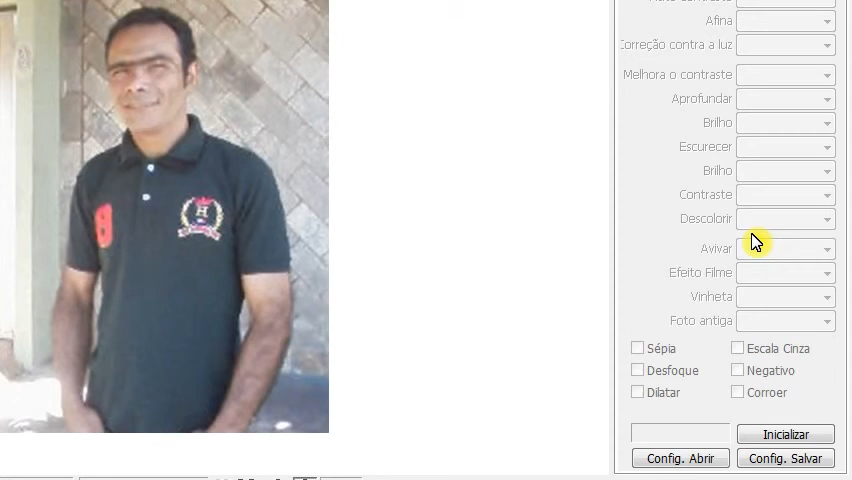 Afina
Correção contra a luz
Melhora o contraste
Aprofundar
Brilho
Escurecer
Brilho
Contraste
Descolorir
Avivar
Efeito Filme
Vinheta
Foto antiga
Sépia Escala Cinza
Desfoque Negativo
Dilatar Corroer
Inicializar
Config. Abrir Config. Salvar
H